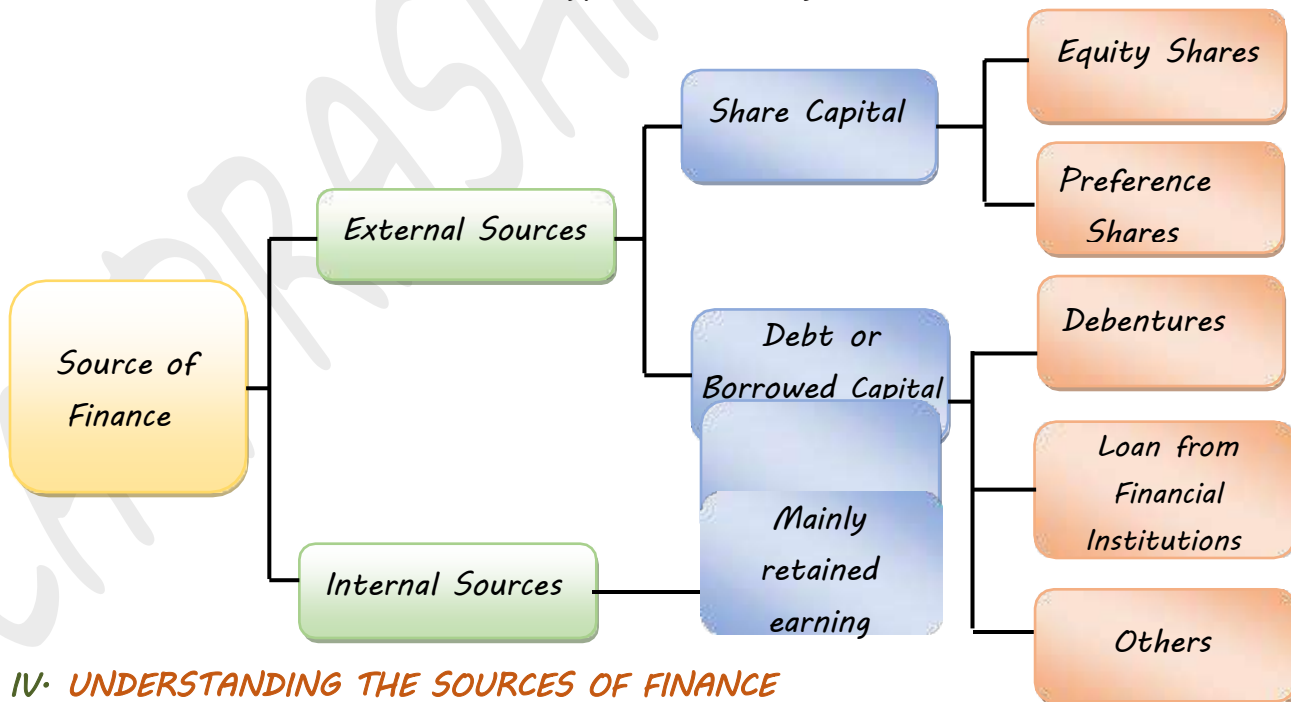 Equity Shares
Share Capital
Preference
Shares
External Sources
Debentures
Debt or
Borrowed Capital
Source of
Finance
Loan from
Financial
Institutions
Mainly
retained
earning
Internal Sources
Others
IV. UNDERSTANDING THE SOURCES OF FINANCE